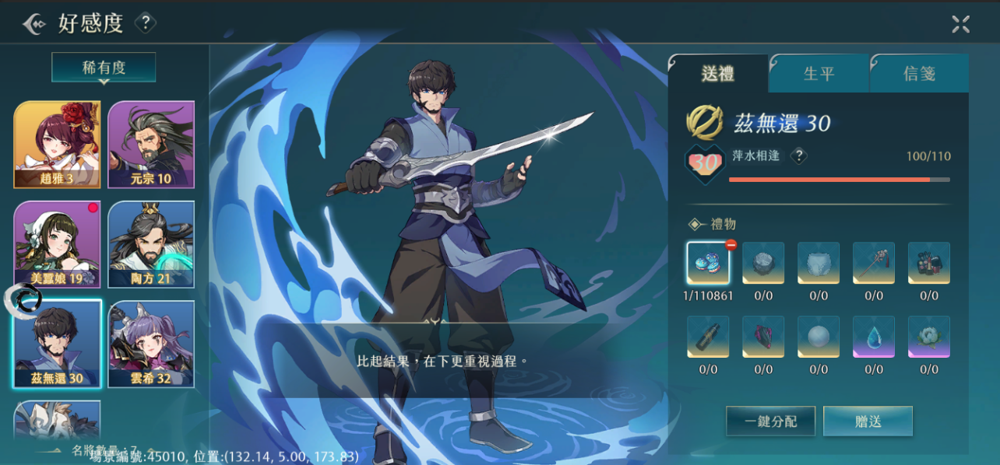 好感度 ?
稀有度
趙雅 3
元宗 10
美蠶娘 19
陶方 21
茲無還 30
雲希 32
名將數量：7
場景編號:45010, 位置:(132.14, 5.00, 173.83)
比起結果，在下更重視過程。
送禮 生平 信箋
茲無還 30
30 萍水相逢 ? 100/110
禮物
1/110861 0/0 0/0 0/0 0/0
0/0 0/0 0/0 0/0 0/0
一鍵分配 贈送